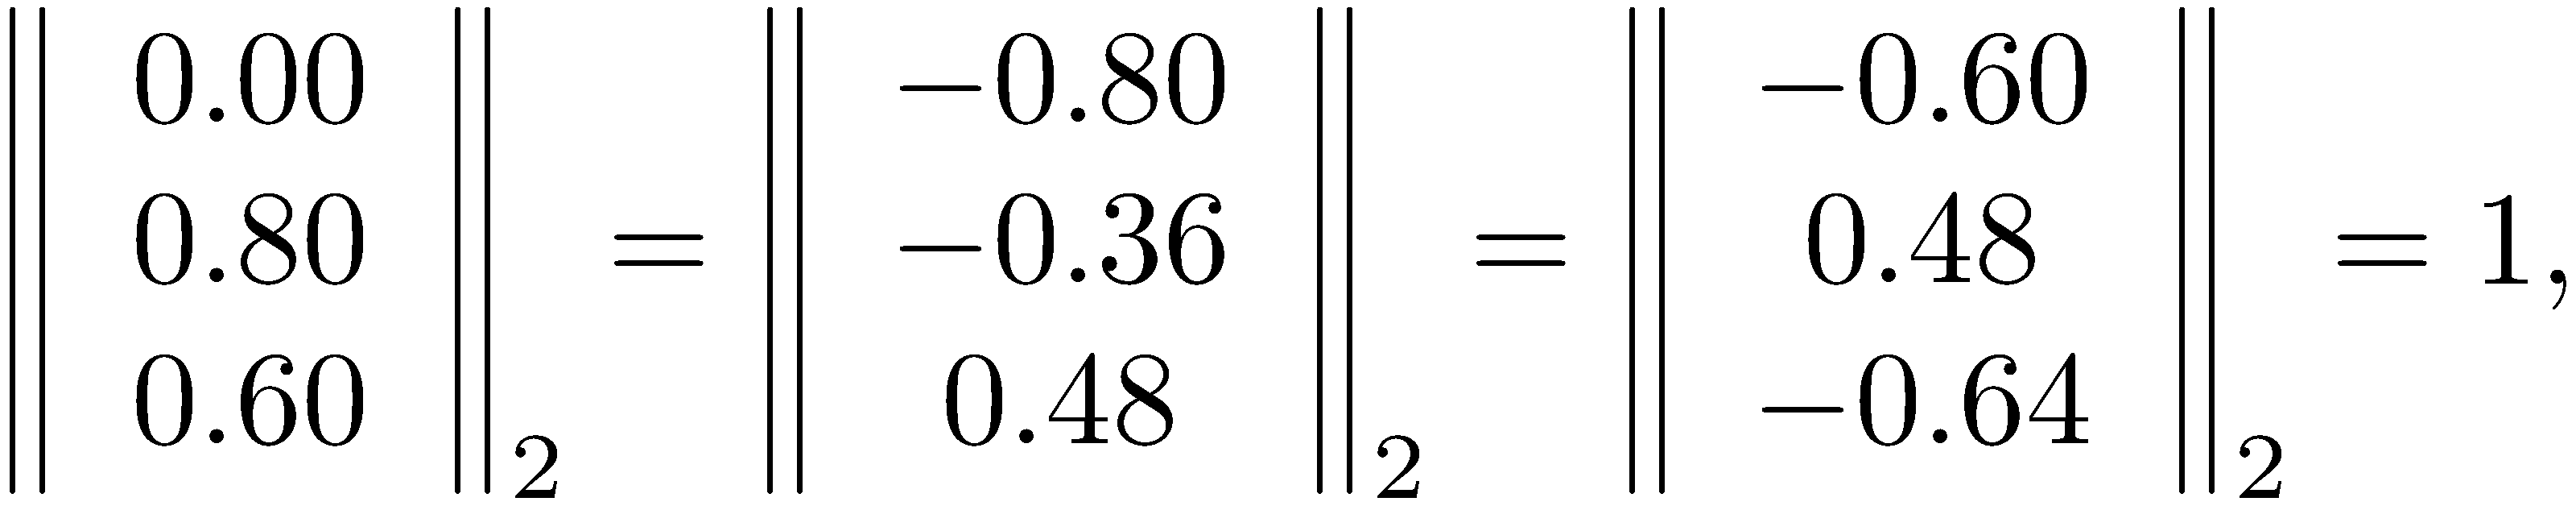 ‖ 0.00 ‖₂ = ‖ −0.80 ‖₂ = ‖ −0.60 ‖₂ = 1,
0.80 −0.36 0.48
0.60 0.48 −0.64